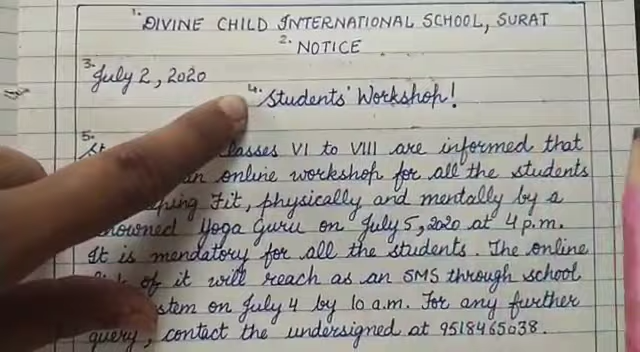 1. DIVINE CHILD INTERNATIONAL SCHOOL, SURAT
2. NOTICE
3. July 2, 2020
4. Students' Workshop!
5. lasses VI to VIII are informed that
an online workshop for all the students
Fit, physically and mentally by a
Yoga Guru on July 5, 2020 at 4 p.m.
It is mandatory for all the students. The online
of it will reach as an SMS through school
on July 4 by 10 a.m. For any further
query, contact the undersigned at 9518465038.